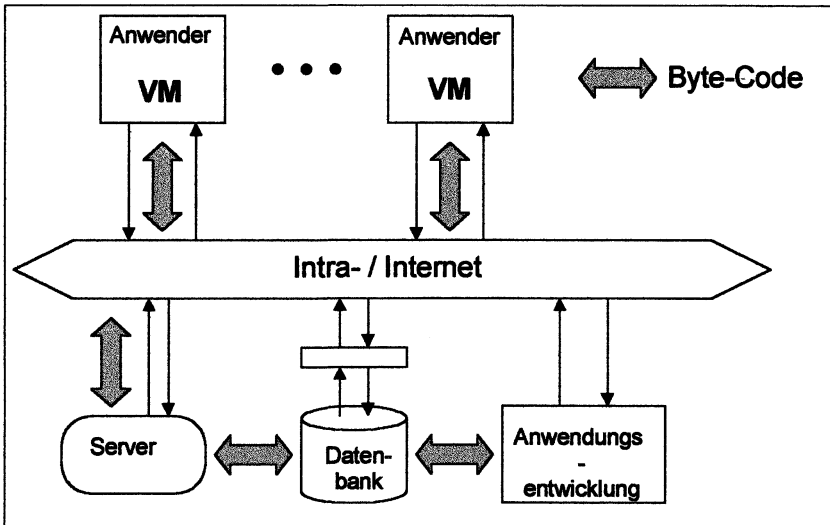 Anwender
VM
Anwender
VM
Byte-Code
Intra- / Internet
Server
Daten-
bank
Anwendungs
-
entwicklung